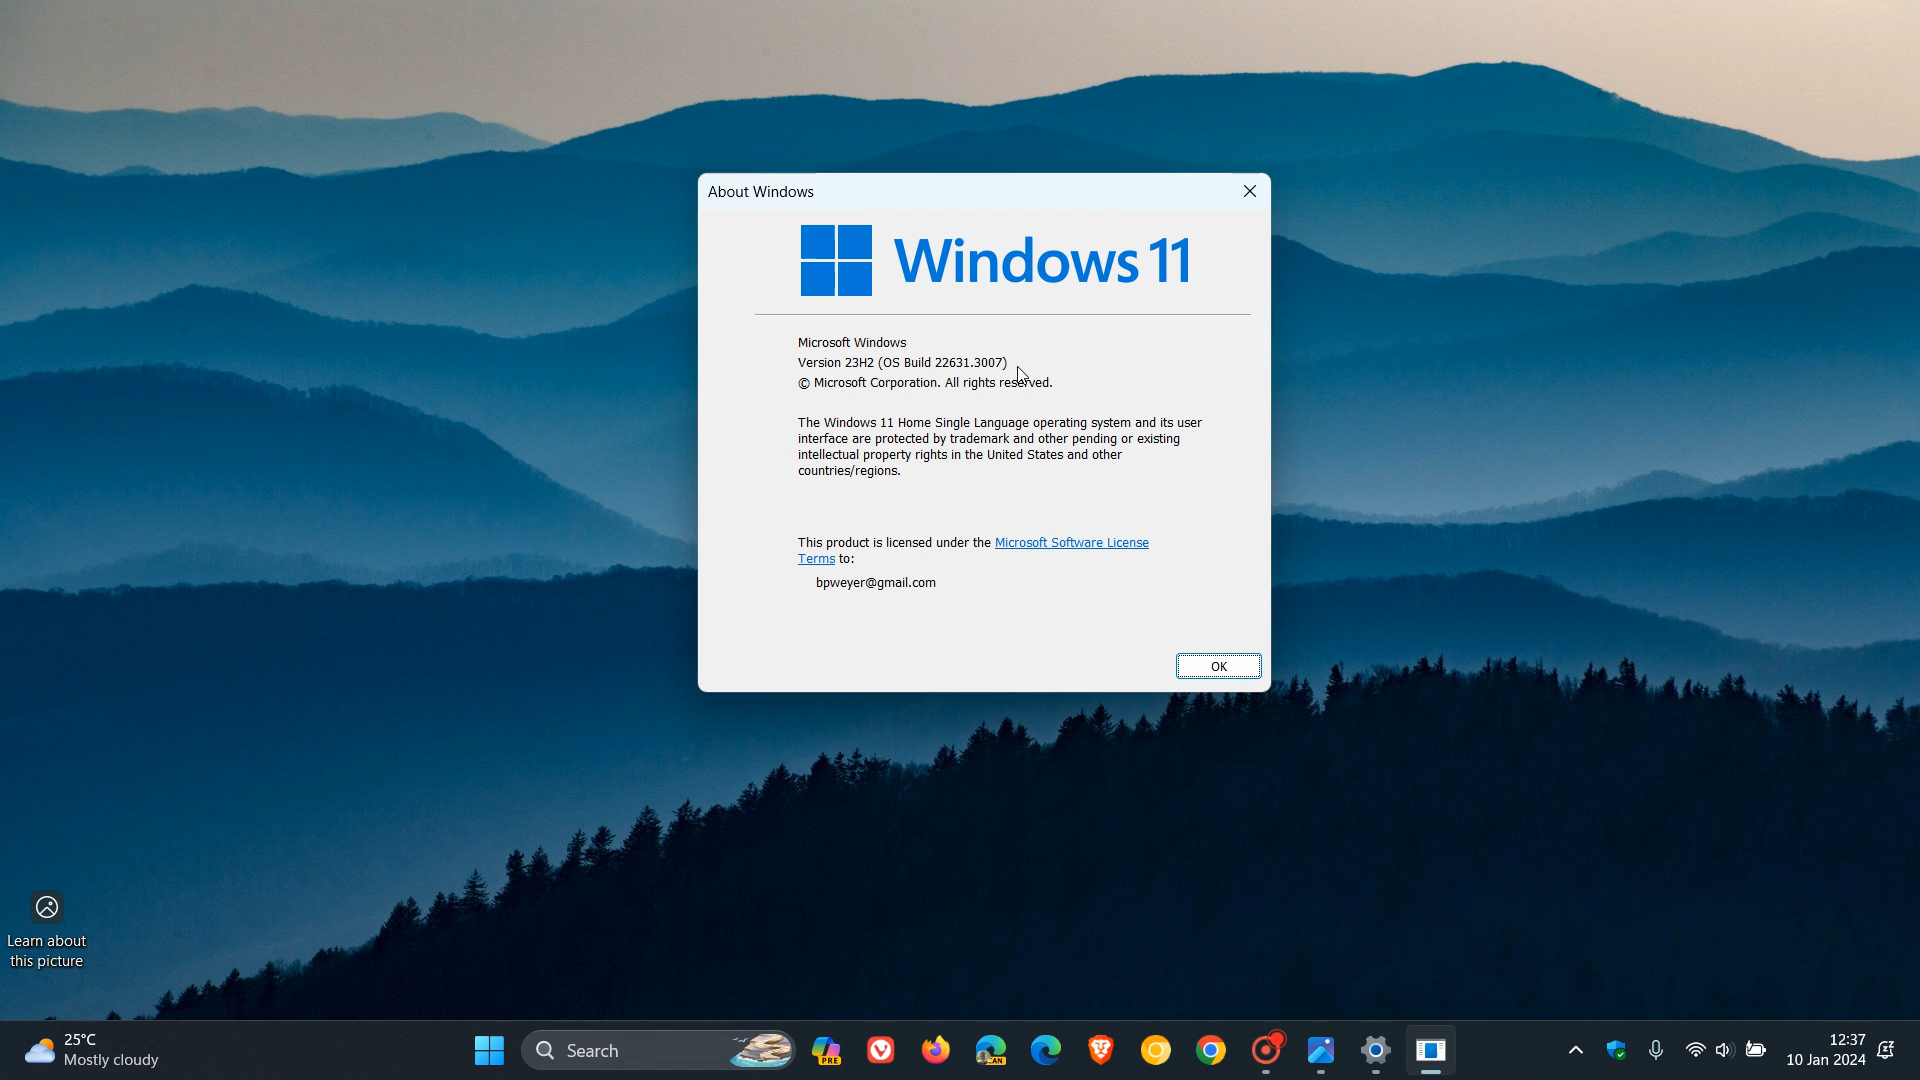 About Windows
Windows 11
Microsoft Windows
Version 23H2 (OS Build 22631.3007)
© Microsoft Corporation. All rights reserved.
The Windows 11 Home Single Language operating system and its user
interface are protected by trademark and other pending or existing
intellectual property rights in the United States and other
countries/regions.
This product is licensed under the Microsoft Software License
Terms to:
bpweyer@gmail.com
OK
Learn about
this picture
25°C
Mostly cloudy
Search
PRE
CAN
12:37
10 Jan 2024